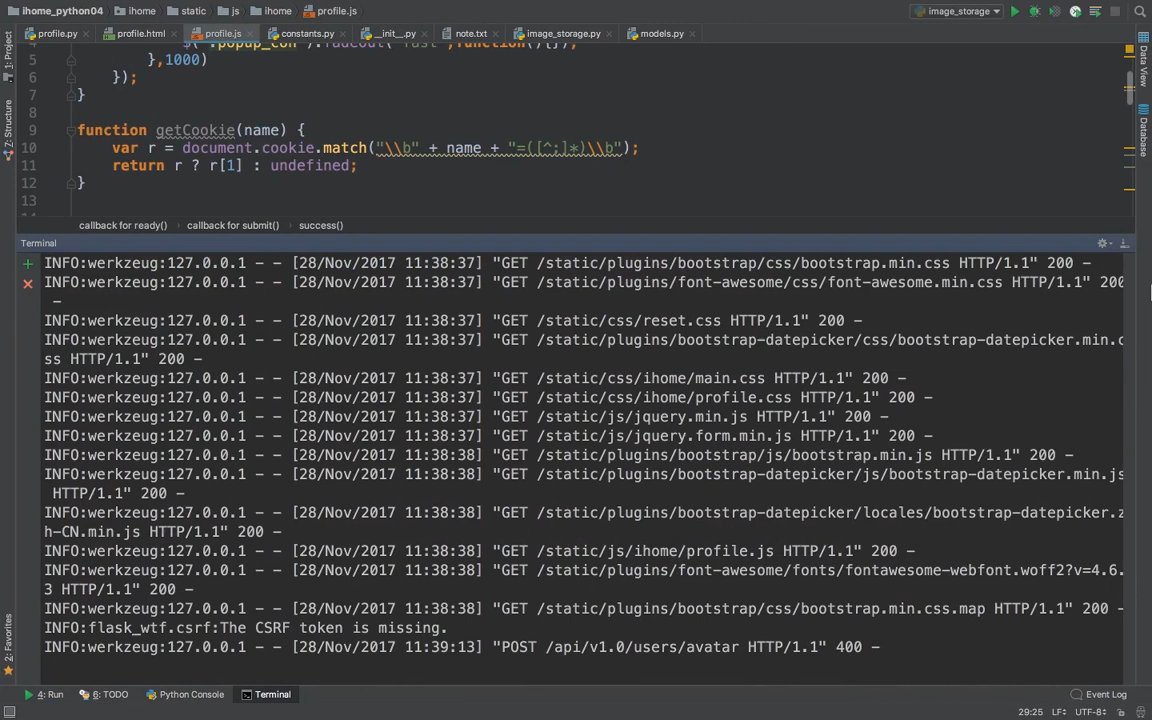 ihome_python04 ihome static js ihome profile.js image_storage
profile.py profile.html profile.js constants.py __init__.py note.txt image_storage.py models.py
4 $(".popup_con").fadeOut("fast",function(){});
5 },1000)
6 });
7 }
8
9 function getCookie(name) {
10 var r = document.cookie.match("\\b" + name + "=([^;]*)\\b");
11 return r ? r[1] : undefined;
12 }
13
callback for ready() callback for submit() success()
Terminal
INFO:werkzeug:127.0.0.1 - - [28/Nov/2017 11:38:37] "GET /static/plugins/bootstrap/css/bootstrap.min.css HTTP/1.1" 200 -
INFO:werkzeug:127.0.0.1 - - [28/Nov/2017 11:38:37] "GET /static/plugins/font-awesome/css/font-awesome.min.css HTTP/1.1" 200
-
INFO:werkzeug:127.0.0.1 - - [28/Nov/2017 11:38:37] "GET /static/css/reset.css HTTP/1.1" 200 -
INFO:werkzeug:127.0.0.1 - - [28/Nov/2017 11:38:37] "GET /static/plugins/bootstrap-datepicker/css/bootstrap-datepicker.min.c
ss HTTP/1.1" 200 -
INFO:werkzeug:127.0.0.1 - - [28/Nov/2017 11:38:37] "GET /static/css/ihome/main.css HTTP/1.1" 200 -
INFO:werkzeug:127.0.0.1 - - [28/Nov/2017 11:38:37] "GET /static/css/ihome/profile.css HTTP/1.1" 200 -
INFO:werkzeug:127.0.0.1 - - [28/Nov/2017 11:38:37] "GET /static/js/jquery.min.js HTTP/1.1" 200 -
INFO:werkzeug:127.0.0.1 - - [28/Nov/2017 11:38:38] "GET /static/js/jquery.form.min.js HTTP/1.1" 200 -
INFO:werkzeug:127.0.0.1 - - [28/Nov/2017 11:38:38] "GET /static/plugins/bootstrap/js/bootstrap.min.js HTTP/1.1" 200 -
INFO:werkzeug:127.0.0.1 - - [28/Nov/2017 11:38:38] "GET /static/plugins/bootstrap-datepicker/js/bootstrap-datepicker.min.js
HTTP/1.1" 200 -
INFO:werkzeug:127.0.0.1 - - [28/Nov/2017 11:38:38] "GET /static/plugins/bootstrap-datepicker/locales/bootstrap-datepicker.z
h-CN.min.js HTTP/1.1" 200 -
INFO:werkzeug:127.0.0.1 - - [28/Nov/2017 11:38:38] "GET /static/js/ihome/profile.js HTTP/1.1" 200 -
INFO:werkzeug:127.0.0.1 - - [28/Nov/2017 11:38:38] "GET /static/plugins/font-awesome/fonts/fontawesome-webfont.woff2?v=4.6.
3 HTTP/1.1" 200 -
INFO:werkzeug:127.0.0.1 - - [28/Nov/2017 11:38:38] "GET /static/plugins/bootstrap/css/bootstrap.min.css.map HTTP/1.1" 200 -
INFO:flask_wtf.csrf:The CSRF token is missing.
INFO:werkzeug:127.0.0.1 - - [28/Nov/2017 11:39:13] "POST /api/v1.0/users/avatar HTTP/1.1" 400 -
1: Project
7: Structure
2: Favorites
Data View
Database
4: Run 6: TODO Python Console Terminal Event Log
29:25 LF÷ UTF-8÷